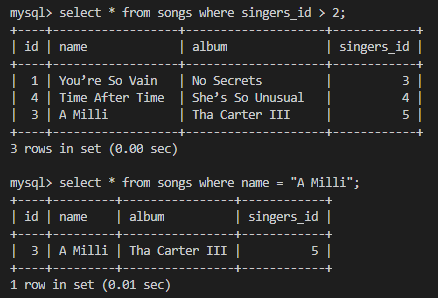 mysql> select * from songs where singers_id > 2;
+----+-----------------+------------------+------------+
| id | name            | album            | singers_id |
+----+-----------------+------------------+------------+
| 1 | You’re So Vain | No Secrets | 3 |
| 4 | Time After Time | She’s So Unusual | 4 |
| 3 | A Milli | Tha Carter III | 5 |
+----+-----------------+------------------+------------+
3 rows in set (0.00 sec)
mysql> select * from songs where name = "A Milli";
+----+---------+----------------+------------+
| id | name    | album          | singers_id |
+----+---------+----------------+------------+
| 3 | A Milli | Tha Carter III | 5 |
+----+---------+----------------+------------+
1 row in set (0.01 sec)